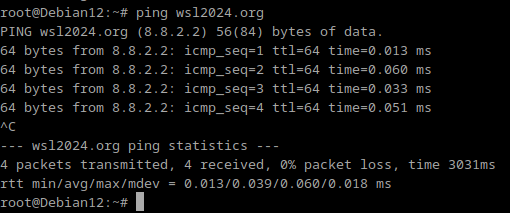 root@Debian12:~# ping wsl2024.org
PING wsl2024.org (8.8.2.2) 56(84) bytes of data.
64 bytes from 8.8.2.2: icmp_seq=1 ttl=64 time=0.013 ms
64 bytes from 8.8.2.2: icmp_seq=2 ttl=64 time=0.060 ms
64 bytes from 8.8.2.2: icmp_seq=3 ttl=64 time=0.033 ms
64 bytes from 8.8.2.2: icmp_seq=4 ttl=64 time=0.051 ms
^C
--- wsl2024.org ping statistics ---
4 packets transmitted, 4 received, 0% packet loss, time 3031ms
rtt min/avg/max/mdev = 0.013/0.039/0.060/0.018 ms
root@Debian12:~#